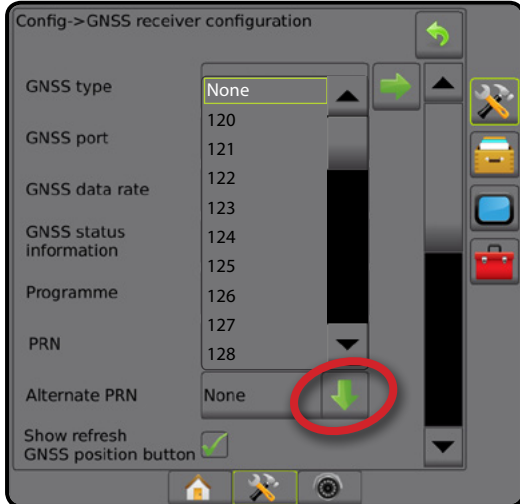 Config->GNSS receiver configuration
GNSS type
None
120
GNSS port
121
122
GNSS data rate
123
GNSS status
information
124
125
Programme
126
127
PRN
128
Alternate PRN
None
Show refresh
GNSS position button